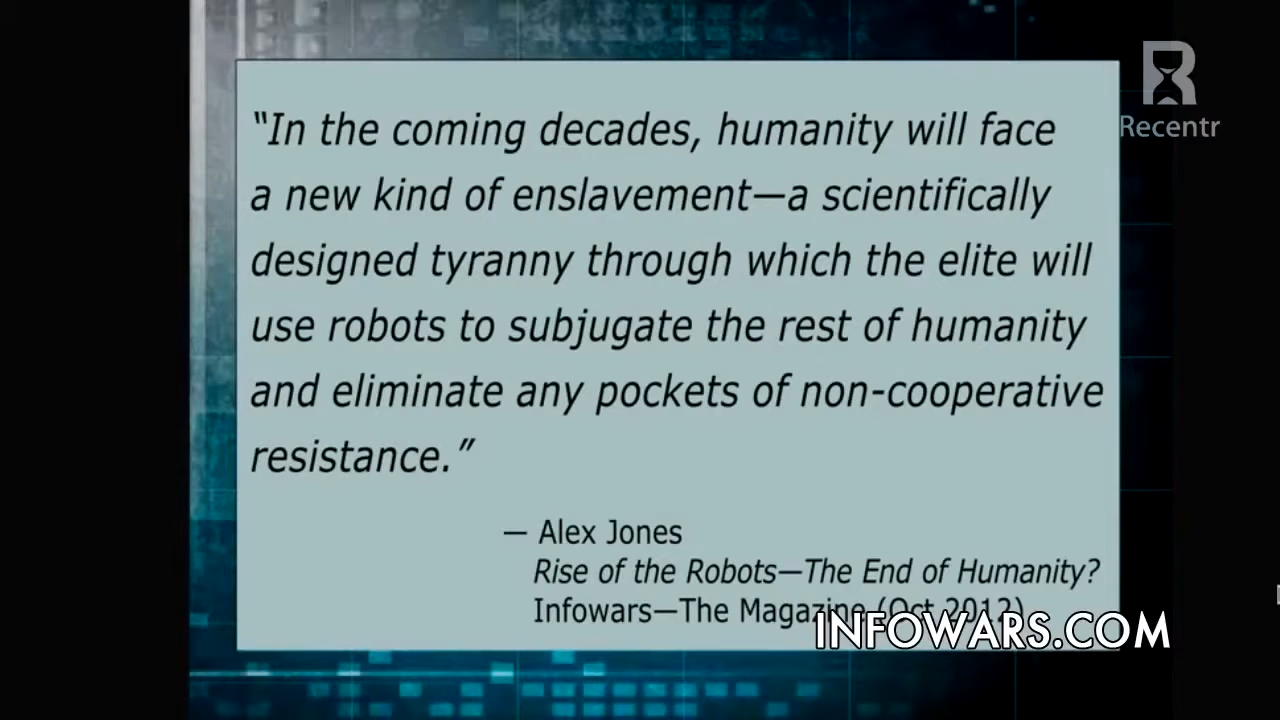 “In the coming decades, humanity will face
a new kind of enslavement—a scientifically
designed tyranny through which the elite will
use robots to subjugate the rest of humanity
and eliminate any pockets of non-cooperative
resistance.”
— Alex Jones
Rise of the Robots—The End of Humanity?
Infowars—The Magazine (Oct 2012)
INFOWARS.COM
R
Recentr